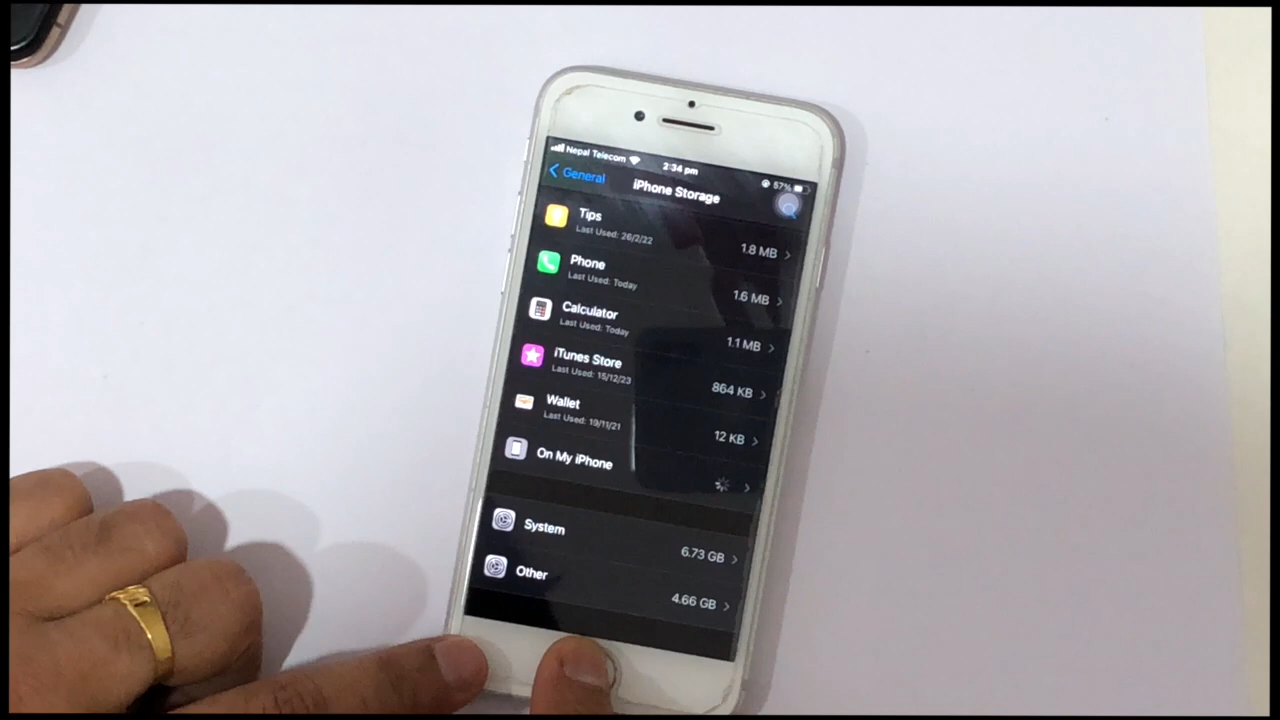 Nepal Telecom 2:34 pm 57%
General iPhone Storage
Tips
Last Used: 26/2/22
1.8 MB
Phone
Last Used: Today
1.6 MB
Calculator
Last Used: Today
1.1 MB
iTunes Store
Last Used: 15/12/23
864 KB
Wallet
Last Used: 19/11/21
12 KB
On My iPhone
System
6.73 GB
Other
4.66 GB